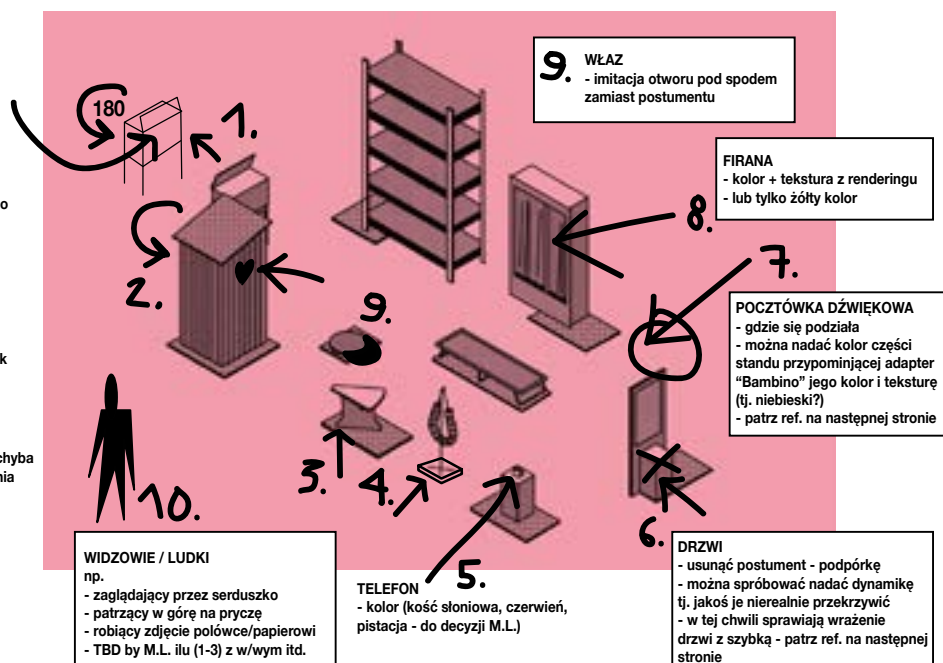 9. WŁAZ
- imitacja otworu pod spodem
zamiast postumentu
180
1.
FIRANA
- kolor + tekstura z renderingu
- lub tylko żółty kolor
o
8.
2.
7.
9.
POCZTÓWKA DŹWIĘKOWA
- gdzie się podziała
- można nadać kolor części
standu przypominjącej adapter
“Bambino” jego kolor i teksturę
(tj. niebieski?)
- patrz ref. na następnej stronie
k
chyba
nia
3.
4.
10.
5.
6.
WIDZOWIE / LUDKI
np.
- zaglądający przez serduszko
- patrzący w górę na pryczę
- robiący zdjęcie polówce/papierowi
- TBD by M.L. ilu (1-3) z w/wym itd.
TELEFON
- kolor (kość słoniowa, czerwień,
pistacja - do decyzji M.L.)
DRZWI
- usunąć postument - podpórkę
- można spróbować nadać dynamikę
tj. jakoś je nierealnie przekrzywić
- w tej chwili sprawiają wrażenie
drzwi z szybką - patrz ref. na następnej
stronie